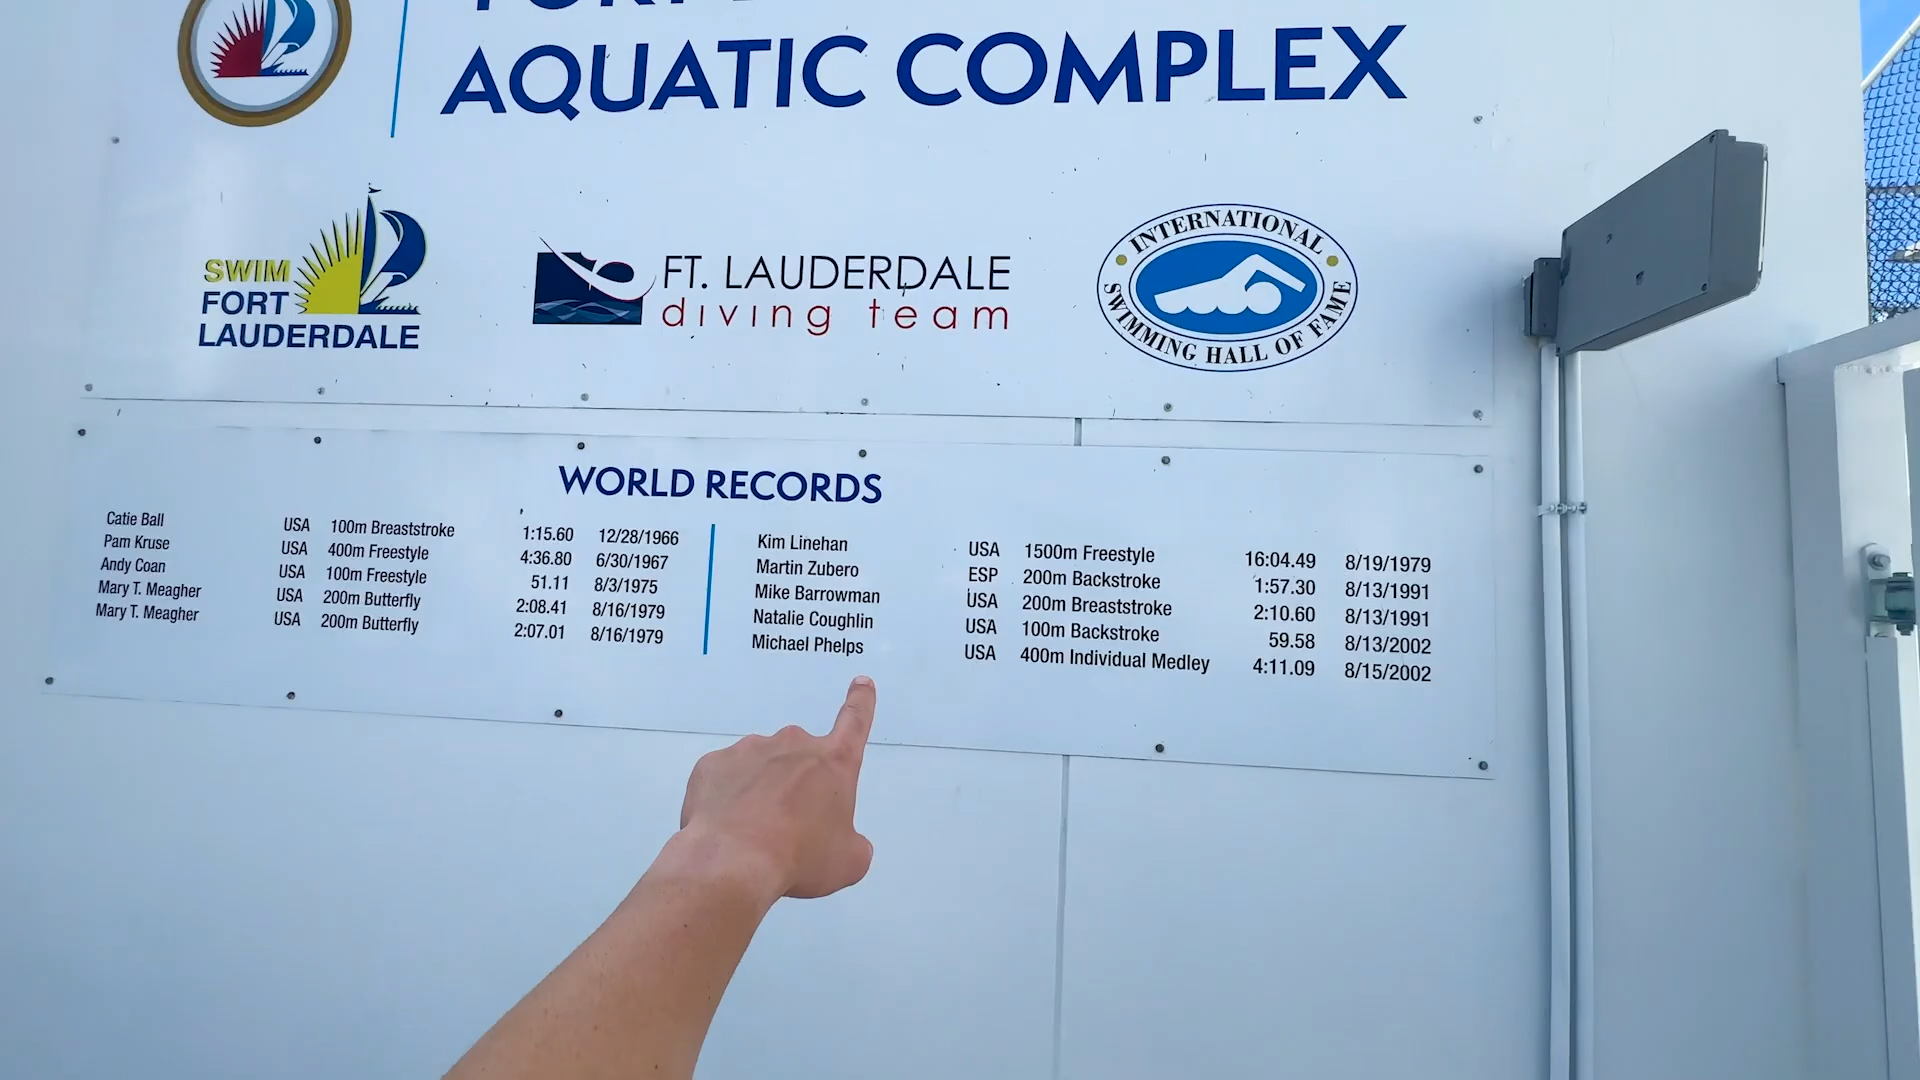 AQUATIC COMPLEX
SWIM
FORT
LAUDERDALE
FT. LAUDERDALE
diving team
INTERNATIONAL
SWIMMING HALL OF FAME
WORLD RECORDS
Catie Ball USA 100m Breaststroke 1:15.60 12/28/1966
Pam Kruse USA 400m Freestyle 4:36.80 6/30/1967
Andy Coan USA 100m Freestyle 51.11 8/3/1975
Mary T. Meagher USA 200m Butterfly 2:08.41 8/16/1979
Mary T. Meagher USA 200m Butterfly 2:07.01 8/16/1979
Kim Linehan USA 1500m Freestyle 16:04.49 8/19/1979
Martin Zubero ESP 200m Backstroke 1:57.30 8/13/1991
Mike Barrowman USA 200m Breaststroke 2:10.60 8/13/1991
Natalie Coughlin USA 100m Backstroke 59.58 8/13/2002
Michael Phelps USA 400m Individual Medley 4:11.09 8/15/2002